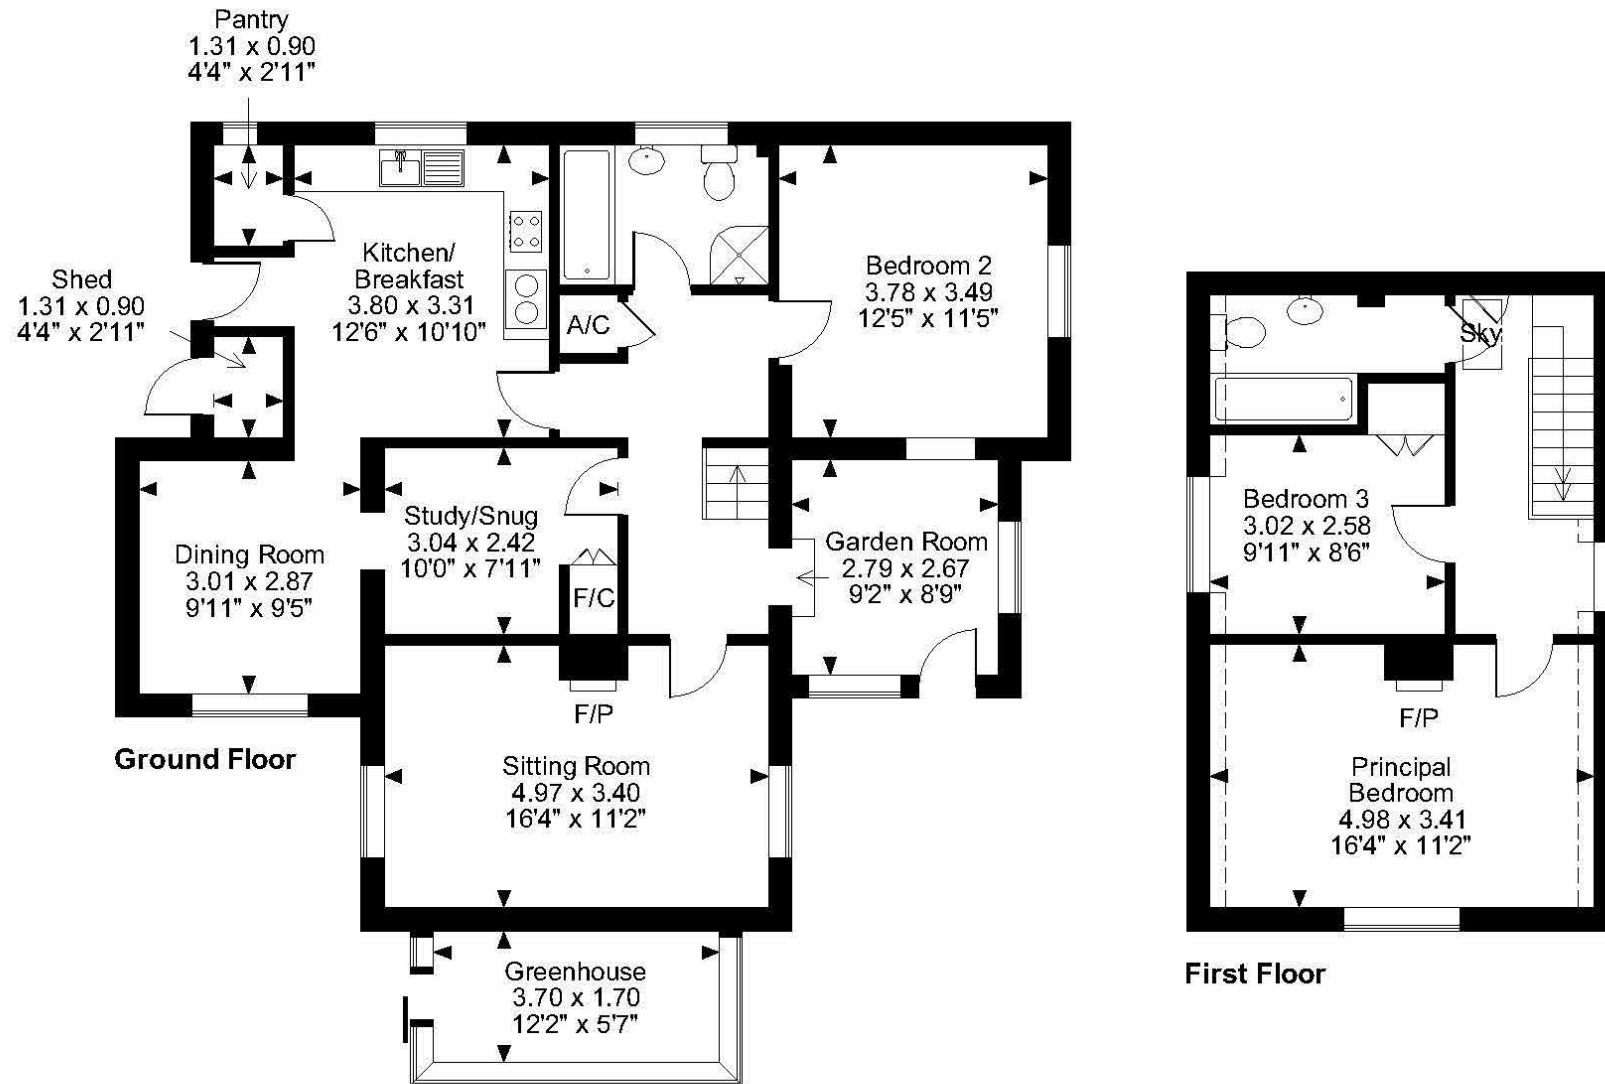 Pantry
1.31 x 0.90
4'4" x 2'11"
Shed
1.31 x 0.90
4'4" x 2'11"
Kitchen/
Breakfast
3.80 x 3.31
12'6" x 10'10"
A/C
Bedroom 2
3.78 x 3.49
12'5" x 11'5"
Dining Room
3.01 x 2.87
9'11" x 9'5"
Study/Snug
3.04 x 2.42
10'0" x 7'11"
F/C
Garden Room
2.79 x 2.67
9'2" x 8'9"
F/P
Sitting Room
4.97 x 3.40
16'4" x 11'2"
Ground Floor
Greenhouse
3.70 x 1.70
12'2" x 5'7"
Sky
Bedroom 3
3.02 x 2.58
9'11" x 8'6"
F/P
Principal
Bedroom
4.98 x 3.41
16'4" x 11'2"
First Floor